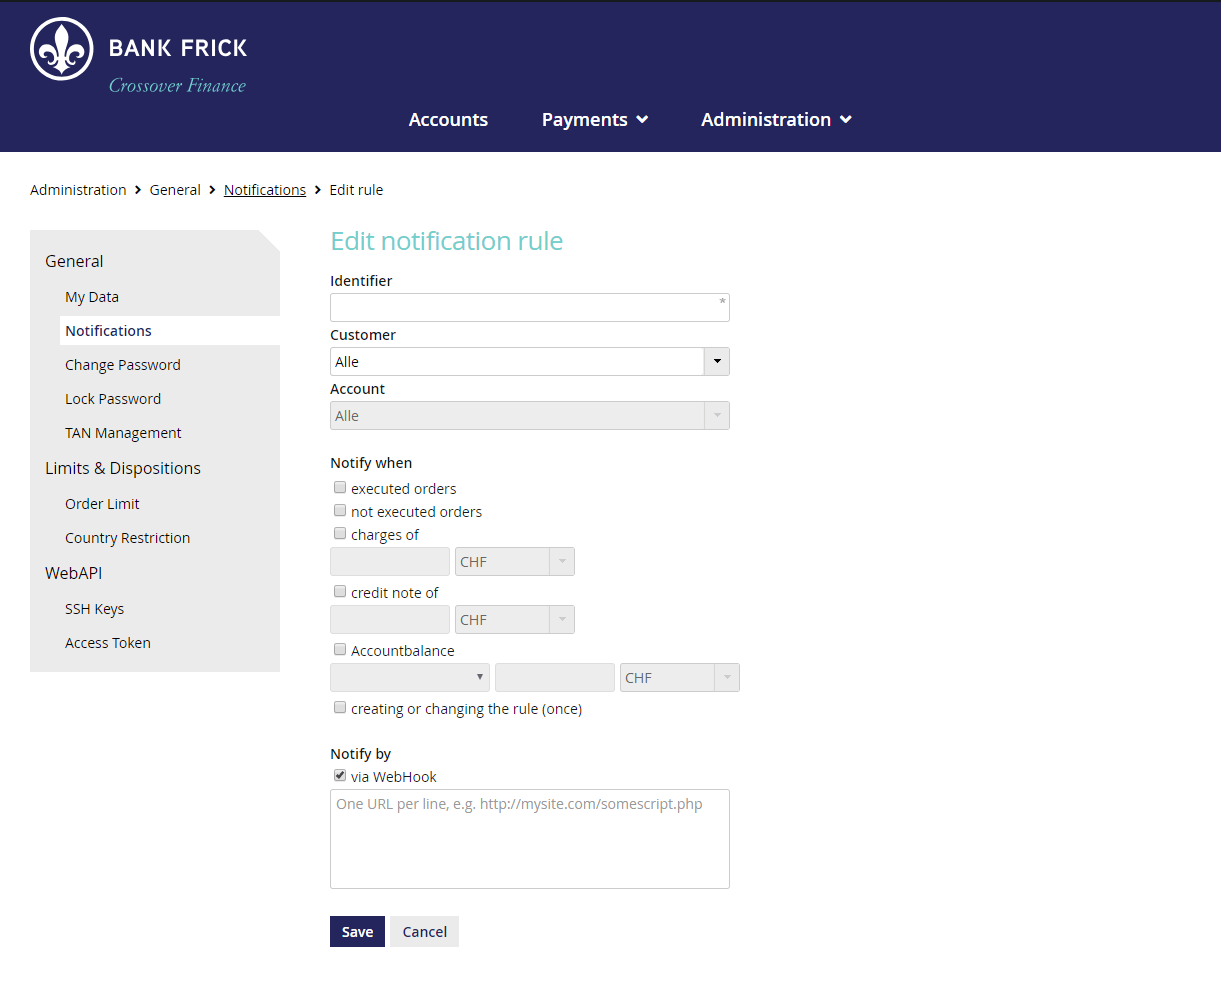 BANK FRICK
Crossover Finance
Accounts Payments Administration
Administration General Notifications Edit rule
General
My Data
Notifications
Change Password
Lock Password
TAN Management
Limits & Dispositions
Order Limit
Country Restriction
WebAPI
SSH Keys
Access Token
Edit notification rule
Identifier
*
Customer
Alle
Account
Alle
Notify when
executed orders
not executed orders
charges of
CHF
credit note of
CHF
Accountbalance
CHF
creating or changing the rule (once)
Notify by
via WebHook
One URL per line, e.g. http://mysite.com/somescript.php
Save Cancel